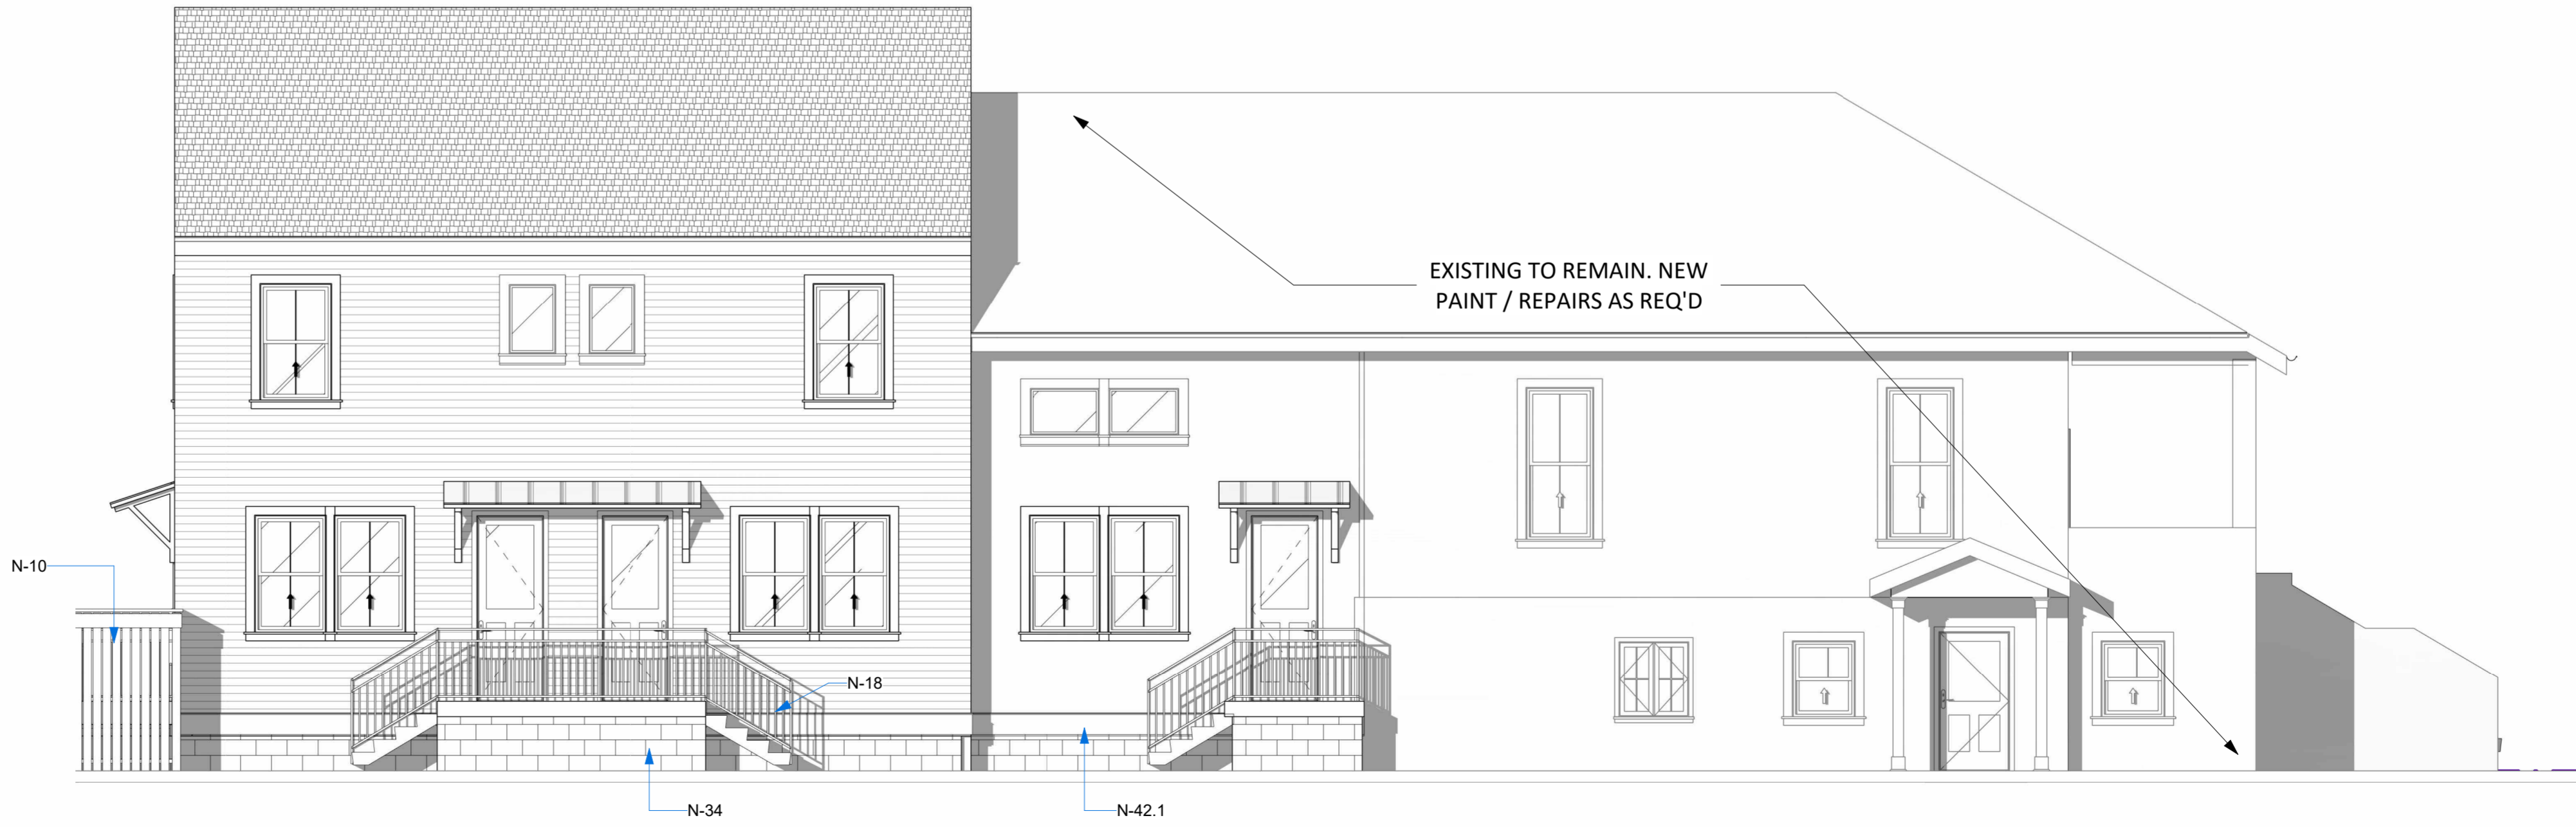 EXISTING TO REMAIN. NEW
PAINT / REPAIRS AS REQ'D
N-10
N-18
N-34
N-42.1